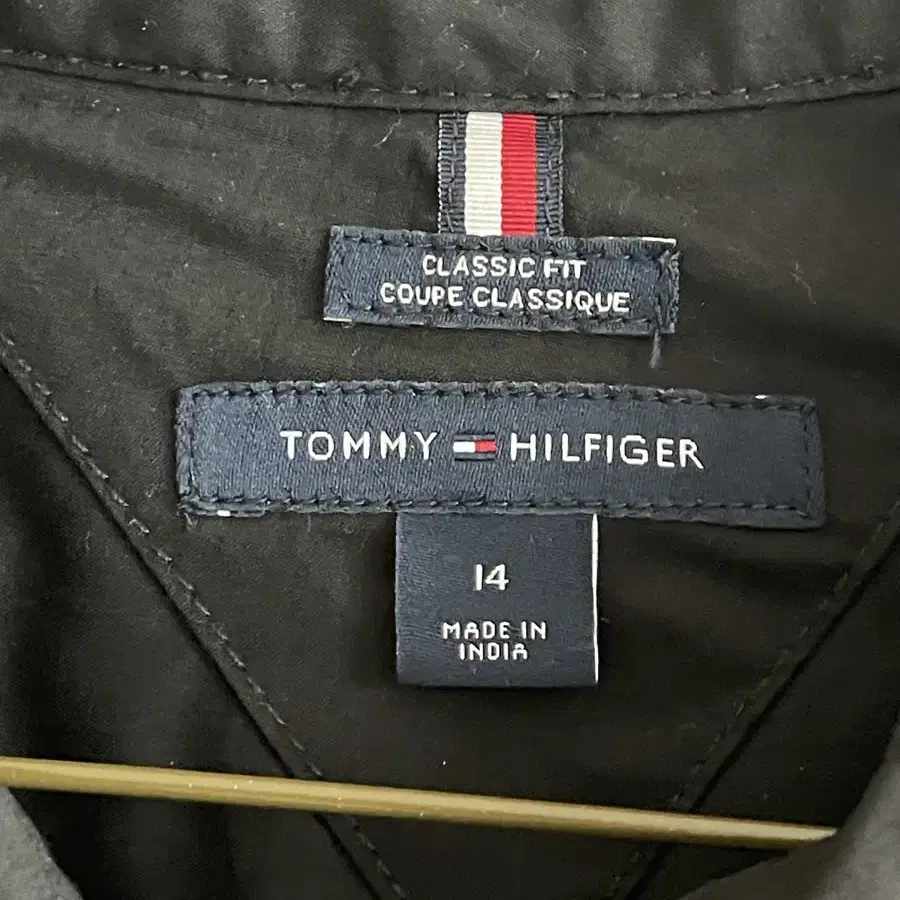 CLASSIC FIT
COUPE CLASSIQUE
TOMMY HILFIGER
14
MADE IN
INDIA